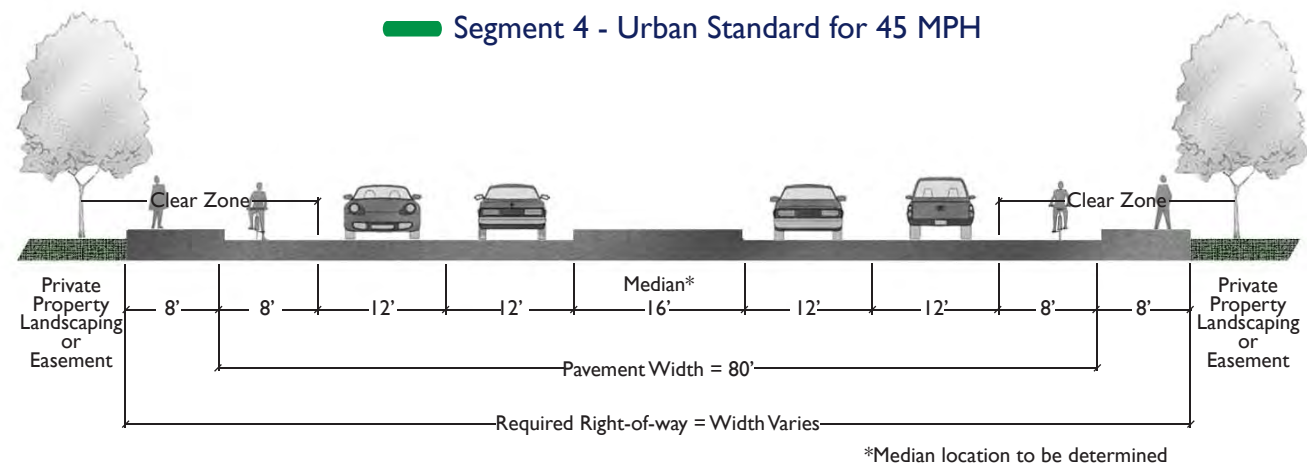 Segment 4 - Urban Standard for 45 MPH
Clear Zone
Clear Zone
Private
Property
Landscaping
or
Easement
8’
8’
12’
12’
Median*
16’
12’
12’
8’
8’
Private
Property
Landscaping
or
Easement
Pavement Width = 80’
Required Right-of-way = Width Varies
*Median location to be determined